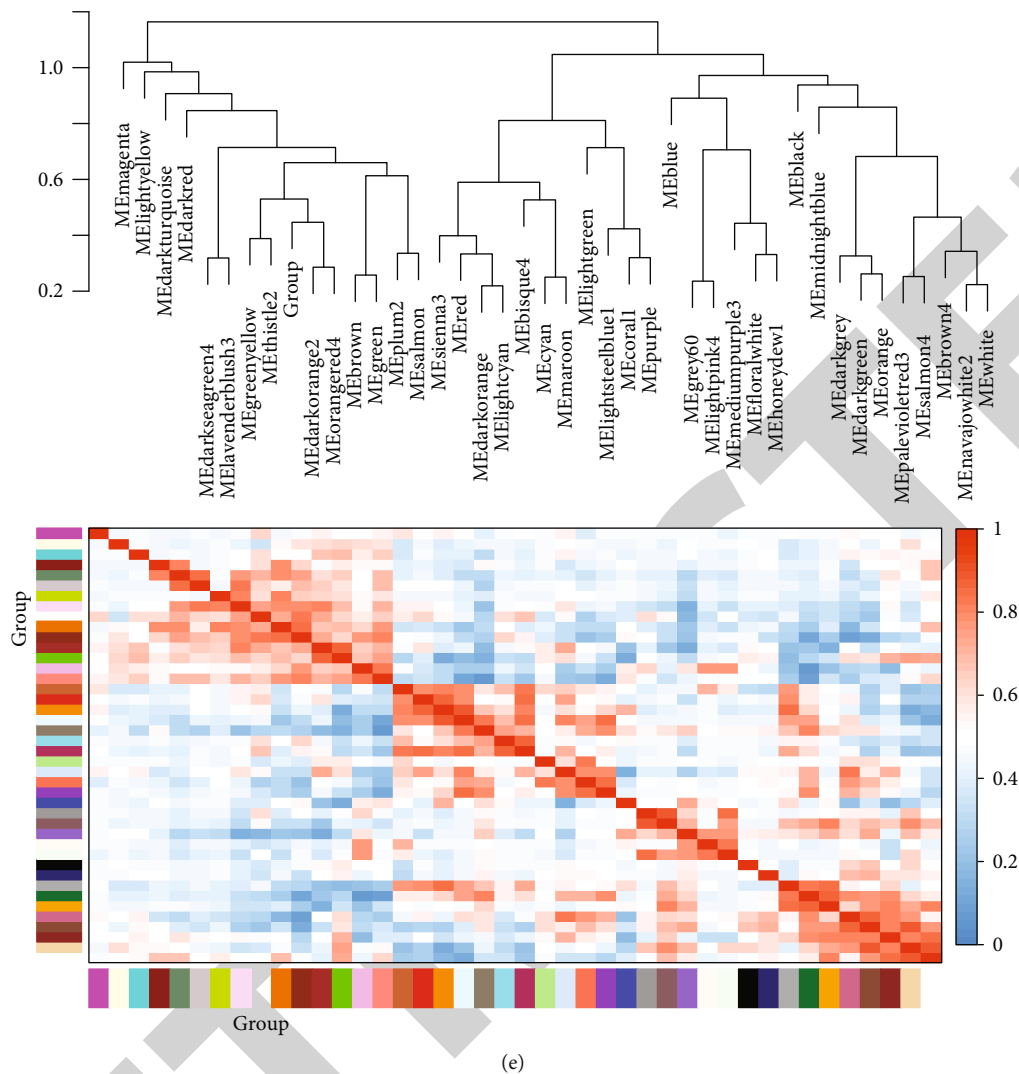 1.0
0.6
0.2
MEmagenta
MElightyellow
MEdarkturquoise
MEdarkred
MEdarkseagreen4
MElavenderblush3
MEgreenyellow
MEthistle2
Group
MEdarkorange2
MEorangered4
MEbrown
MEgreen
MEplum2
MEsalmon
MEsienna3
MEred
MEdarkorange
MElightcyan
MEbisque4
MEcyan
MEmaroon
MElightgreen
MElightsteelblue1
MEcorall1
MEpurple
MEblue
MEgrey60
MElightpink4
MEmediumpurple3
MEfloralwhite
MEhoneydew1
MEblack
MEmidnightblue
MEdarkgrey
MEdarkgreen
MEorange
MEpalevioletred3
MEsalmon4
MEbrown4
MEnavajowhite2
MEwhite
Group
1
0.8
0.6
0.4
0.2
0
Group
(e)